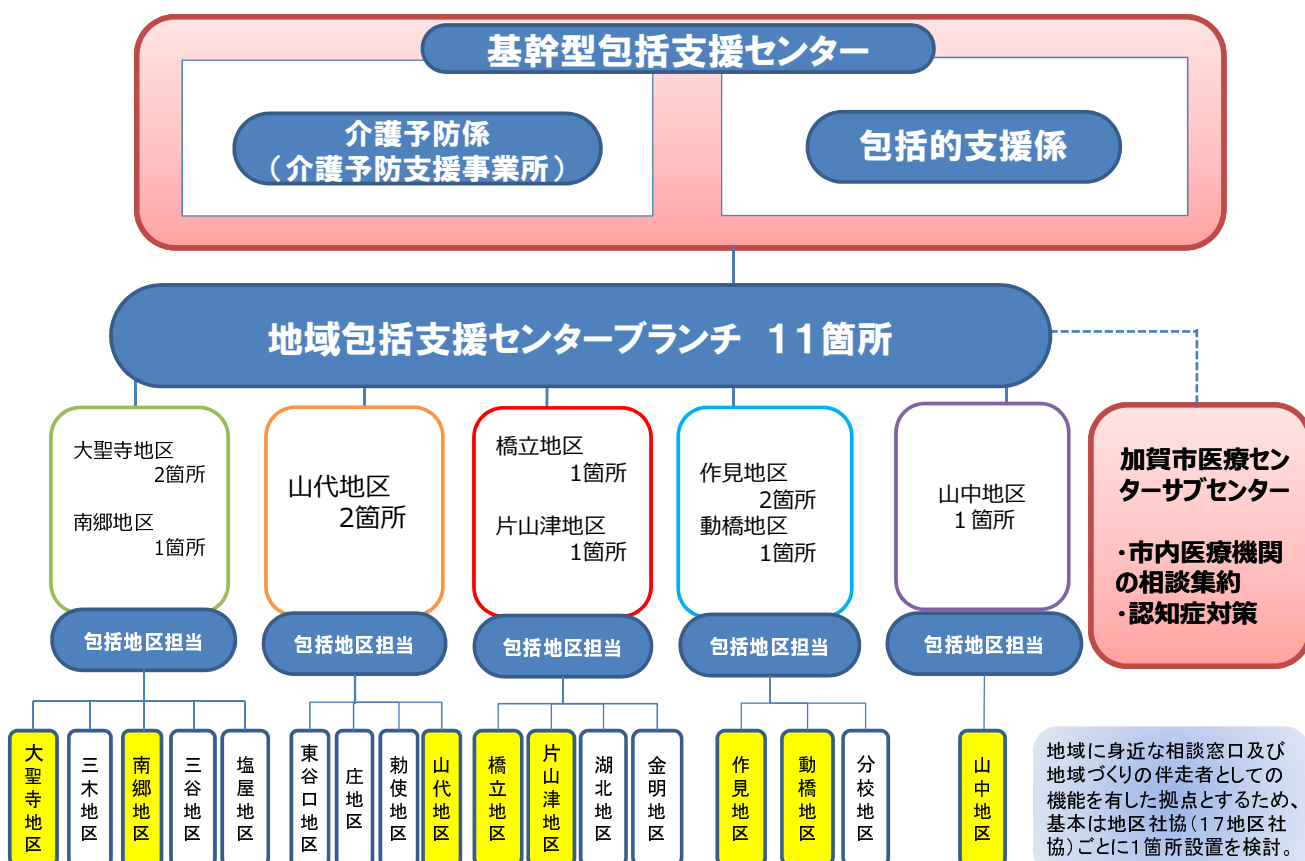 基幹型包括支援センター
介護予防係
（介護予防支援事業所）
包括的支援係
地域包括支援センターブランチ 11箇所
大聖寺地区
2箇所
南郷地区
1箇所
山代地区
2箇所
橋立地区
1箇所
片山津地区
1箇所
作見地区
2箇所
動橋地区
1箇所
山中地区
1箇所
加賀市医療セン
ターサブセンター
・市内医療機関
の相談集約
・認知症対策
包括地区担当
包括地区担当
包括地区担当
包括地区担当
包括地区担当
大聖寺地区
三木地区
南郷地区
三谷地区
塩屋地区
東谷口地区
庄地区
勅使地区
山代地区
橋立地区
片山津地区
湖北地区
金明地区
作見地区
動橋地区
分校地区
山中地区
地域に身近な相談窓口及び
地域づくりの伴走者としての
機能を有した拠点とするため、
基本は地区社協（17地区社
協）ごとに1箇所設置を検討。